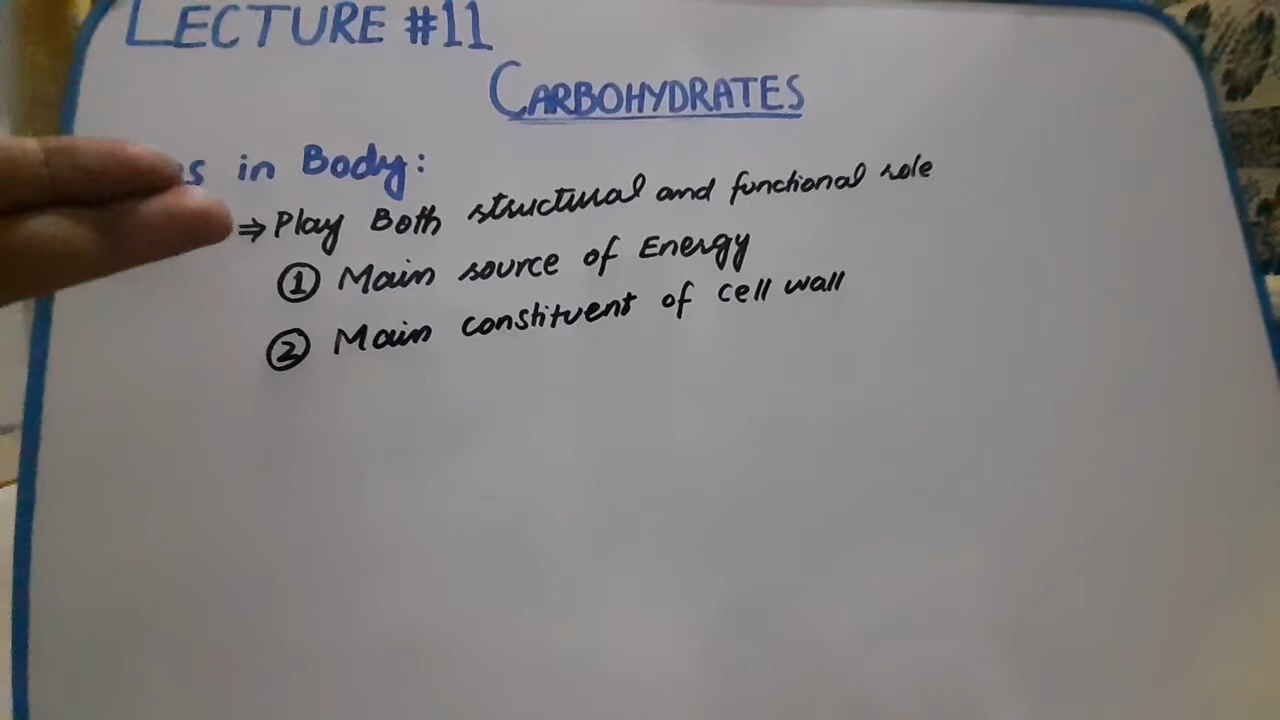 LECTURE #11
CARBOHYDRATES
in Body:
⇒ Play Both structural and functional role
① Main source of Energy
② Main constituent of cell wall